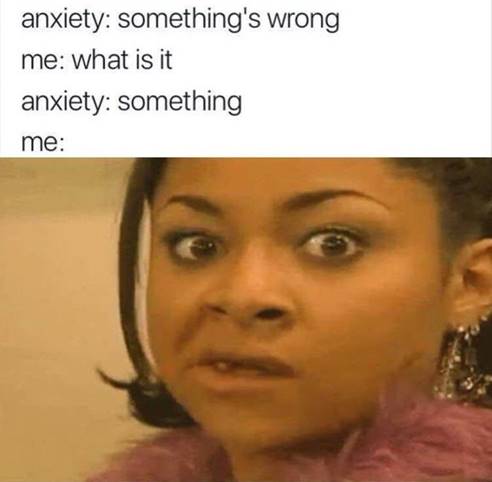 anxiety: something's wrong
me: what is it
anxiety: something
me: